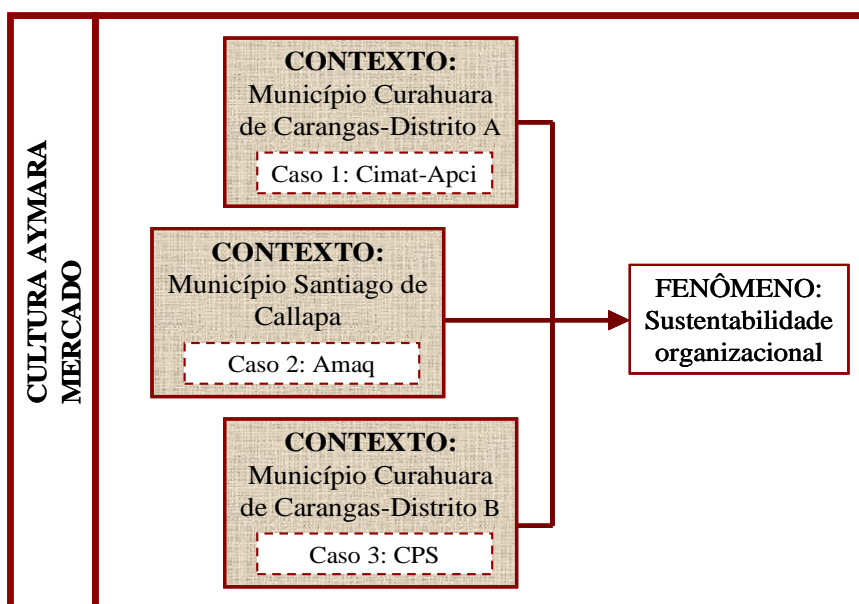 CULTURA AYMARA
MERCADO
CONTEXTO:
Município Curahuara
de Carangas-Distrito A
Caso 1: Cimat-Apci
CONTEXTO:
Município Santiago de
Callapa
Caso 2: Amaq
CONTEXTO:
Município Curahuara
de Carangas-Distrito B
Caso 3: CPS
FENÔMENO:
Sustentabilidade
organizacional